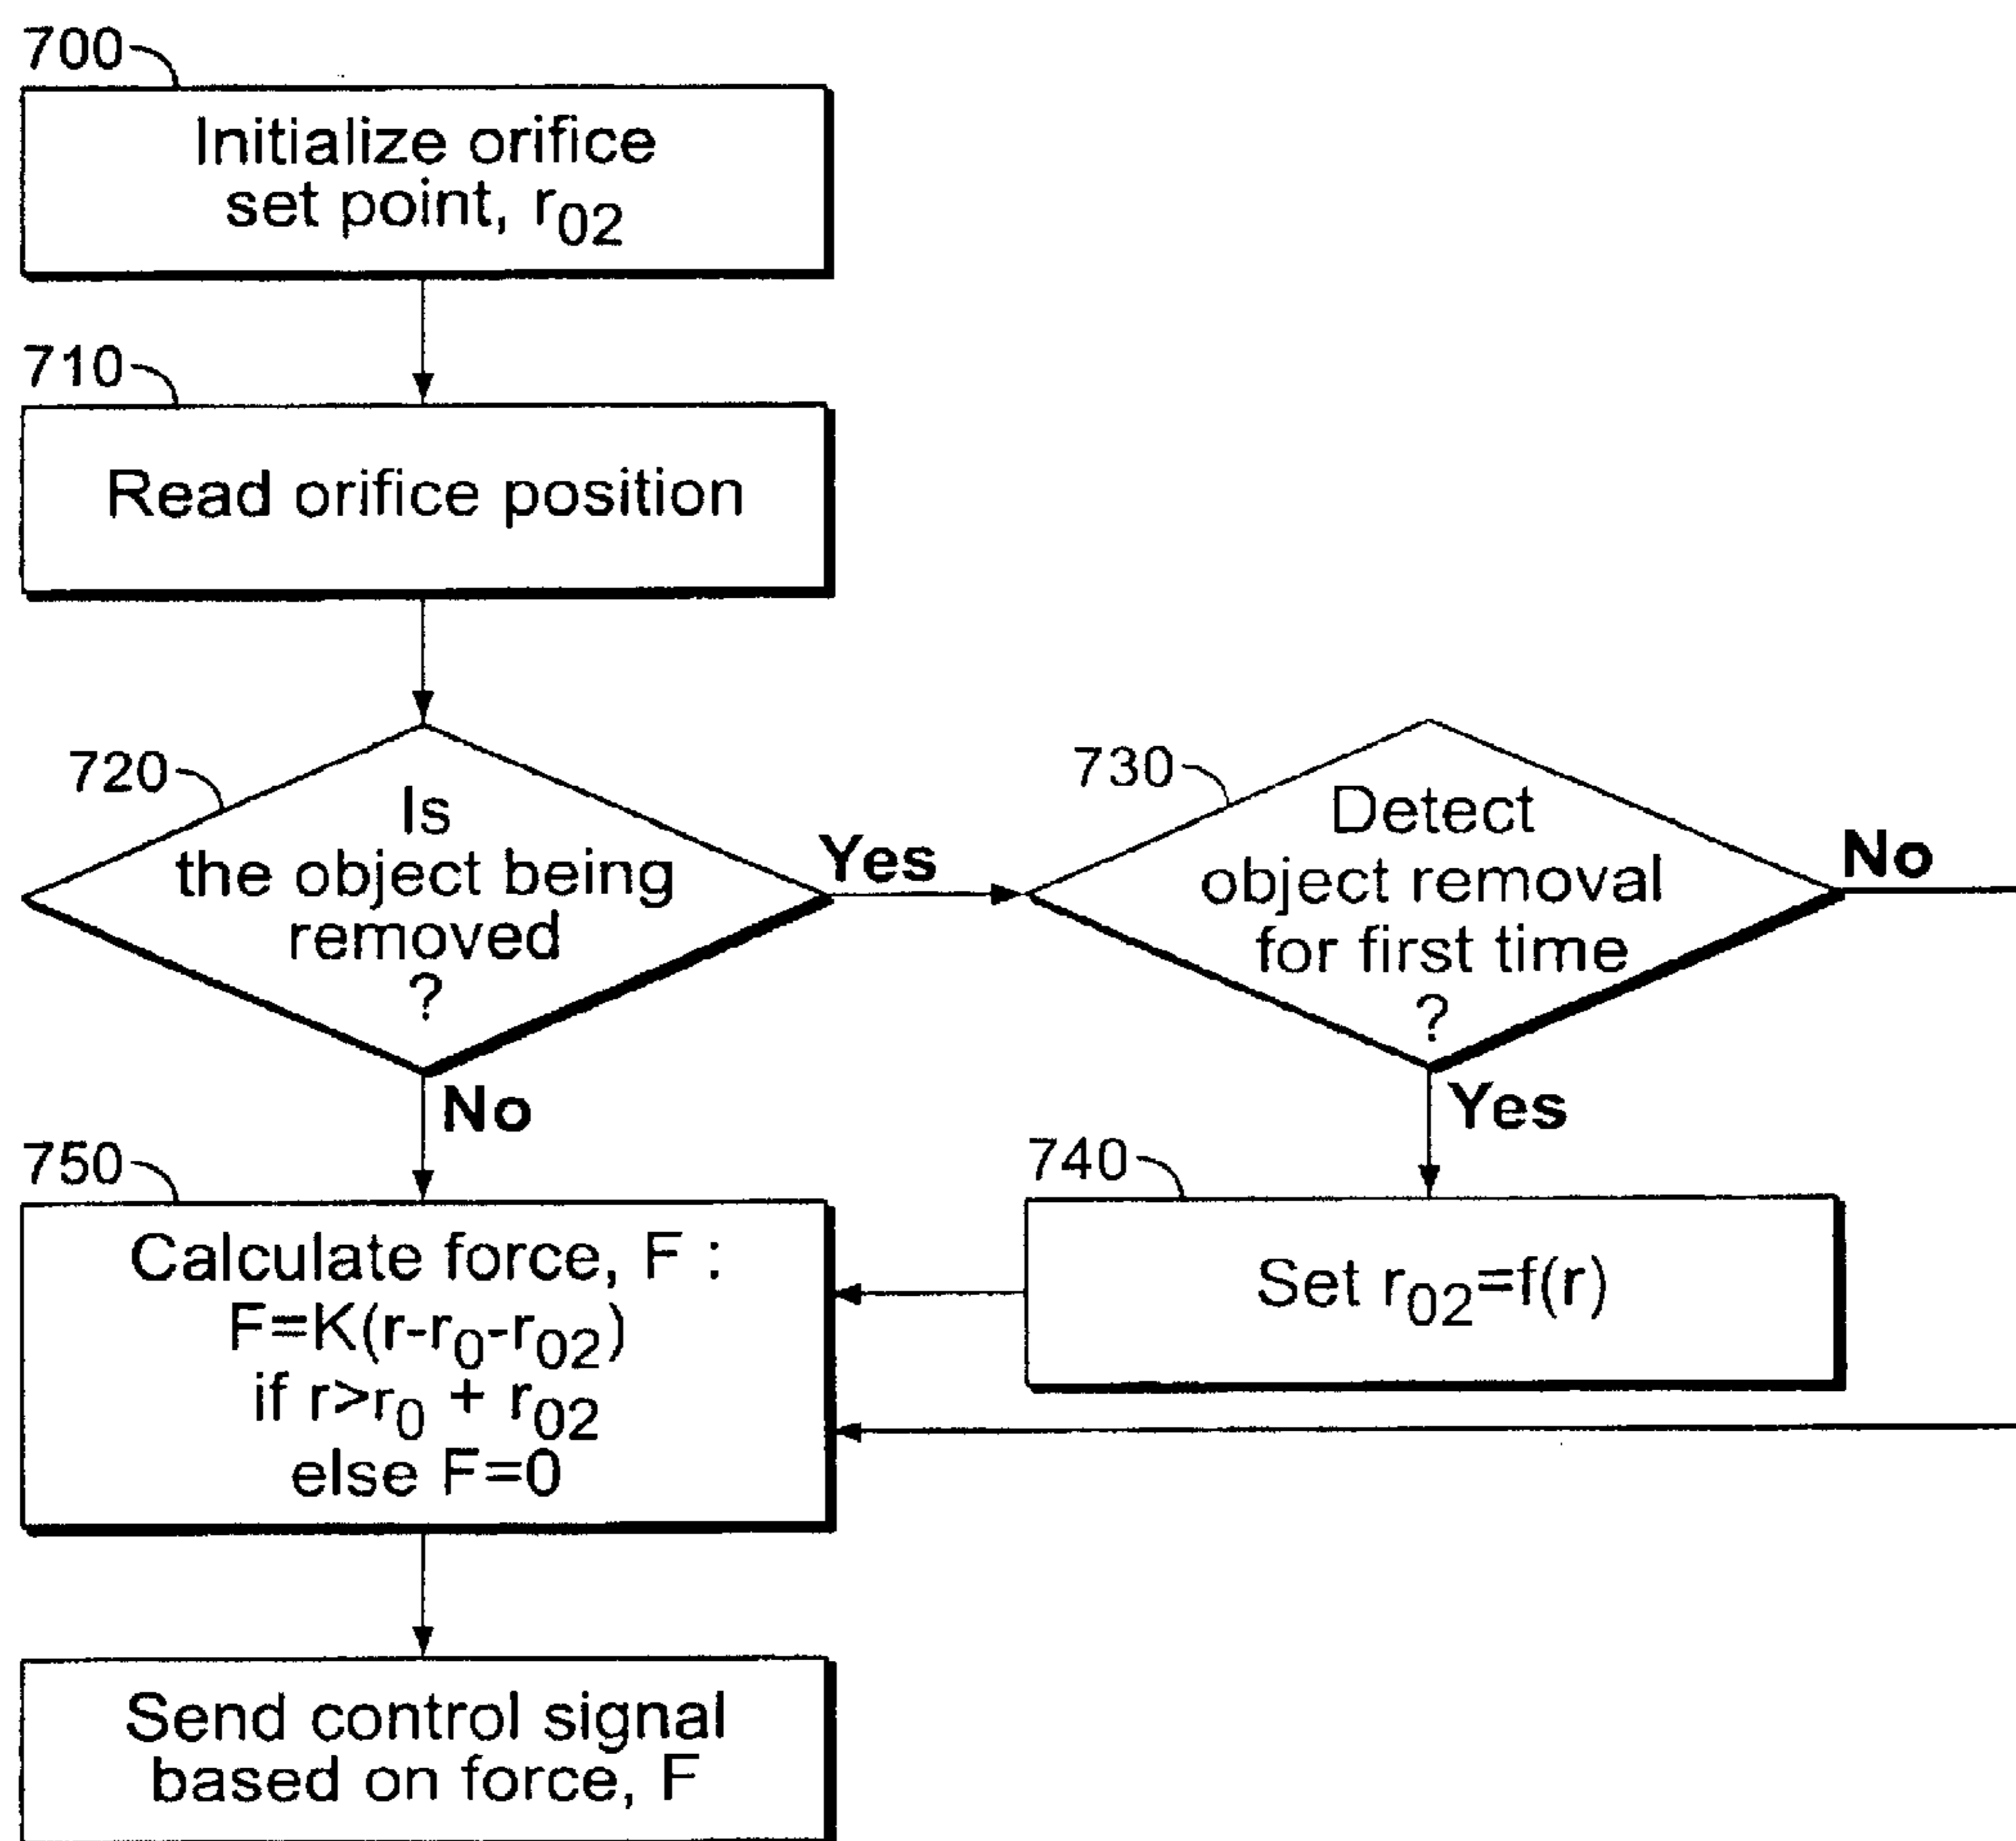 700
Initialize orifice
set point, r02
710
Read orifice position
720
Is
the object being
removed
?
Yes
No
730
Detect
object removal
for first time
?
No
Yes
740
Set r02=f(r)
750
Calculate force, F :
F=K(r-r0-r02)
if r>r0 + r02
else F=0
Send control signal
based on force, F